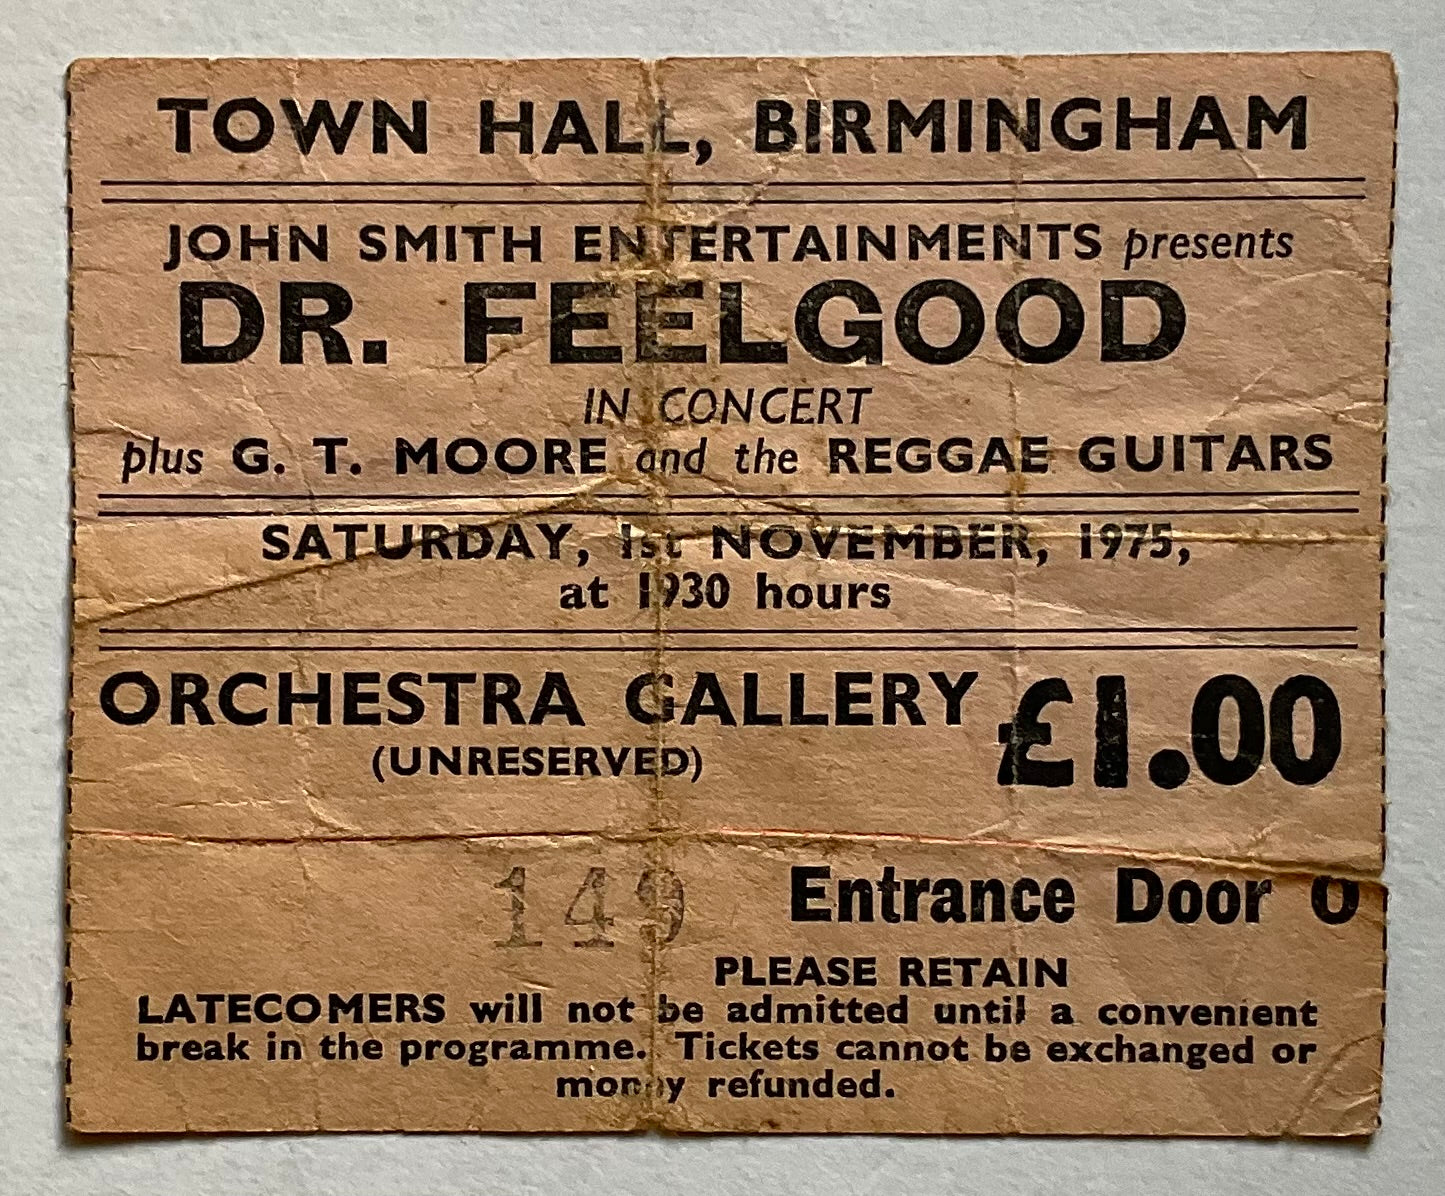 TOWN HALL, BIRMINGHAM
JOHN SMITH ENTERTAINMENTS presents
DR. FEELGOOD
IN CONCERT
plus G. T. MOORE and the REGGAE GUITARS
SATURDAY, 1st NOVEMBER, 1975,
at 1930 hours
ORCHESTRA GALLERY £1.00
(UNRESERVED)
149 Entrance Door O
PLEASE RETAIN
LATECOMERS will not be admitted until a convenient
break in the programme. Tickets cannot be exchanged or
money refunded.